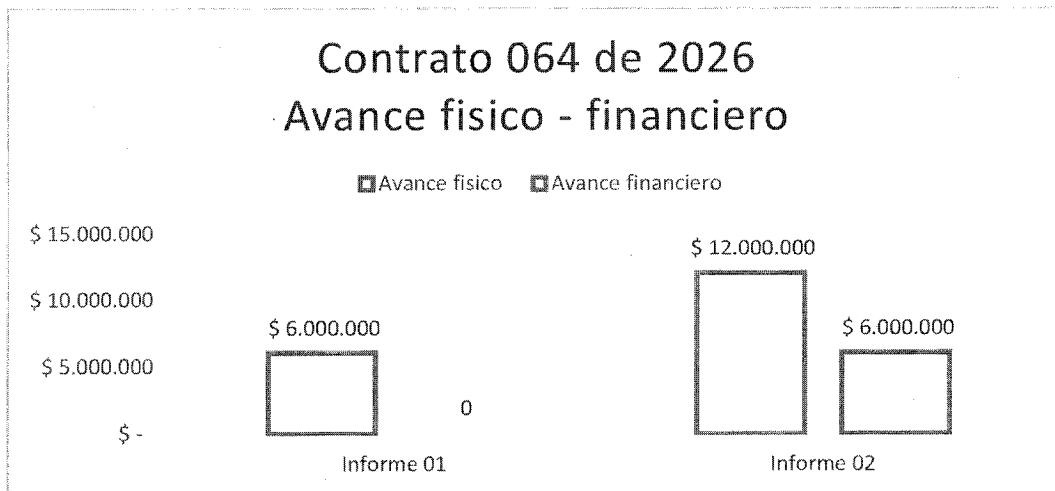 Contrato 064 de 2026
Avance fisico - financiero
Avance fisico Avance financiero
$ 15.000.000
$ 12.000.000
$ 10.000.000
$ 6.000.000
$ 6.000.000
$ 5.000.000
0
$ -
Informe 01
Informe 02